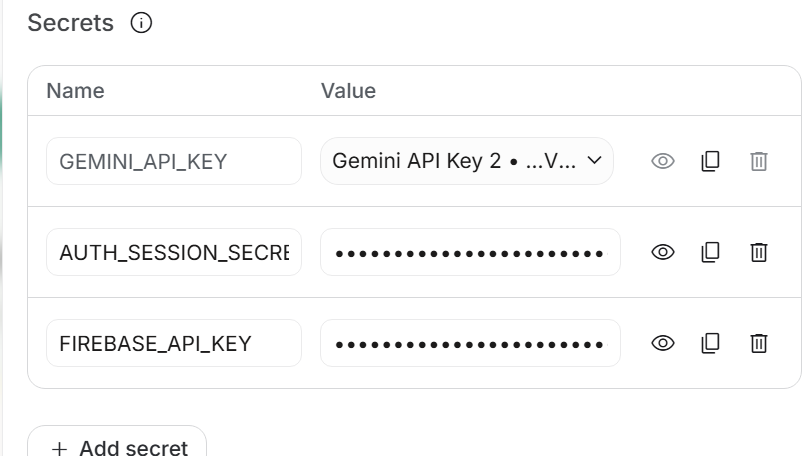 Secrets
Name Value
GEMINI_API_KEY Gemini API Key 2 • ...V...
AUTH_SESSION_SECRE ••••••••••••••••••••••
FIREBASE_API_KEY ••••••••••••••••••••••
+ Add secret